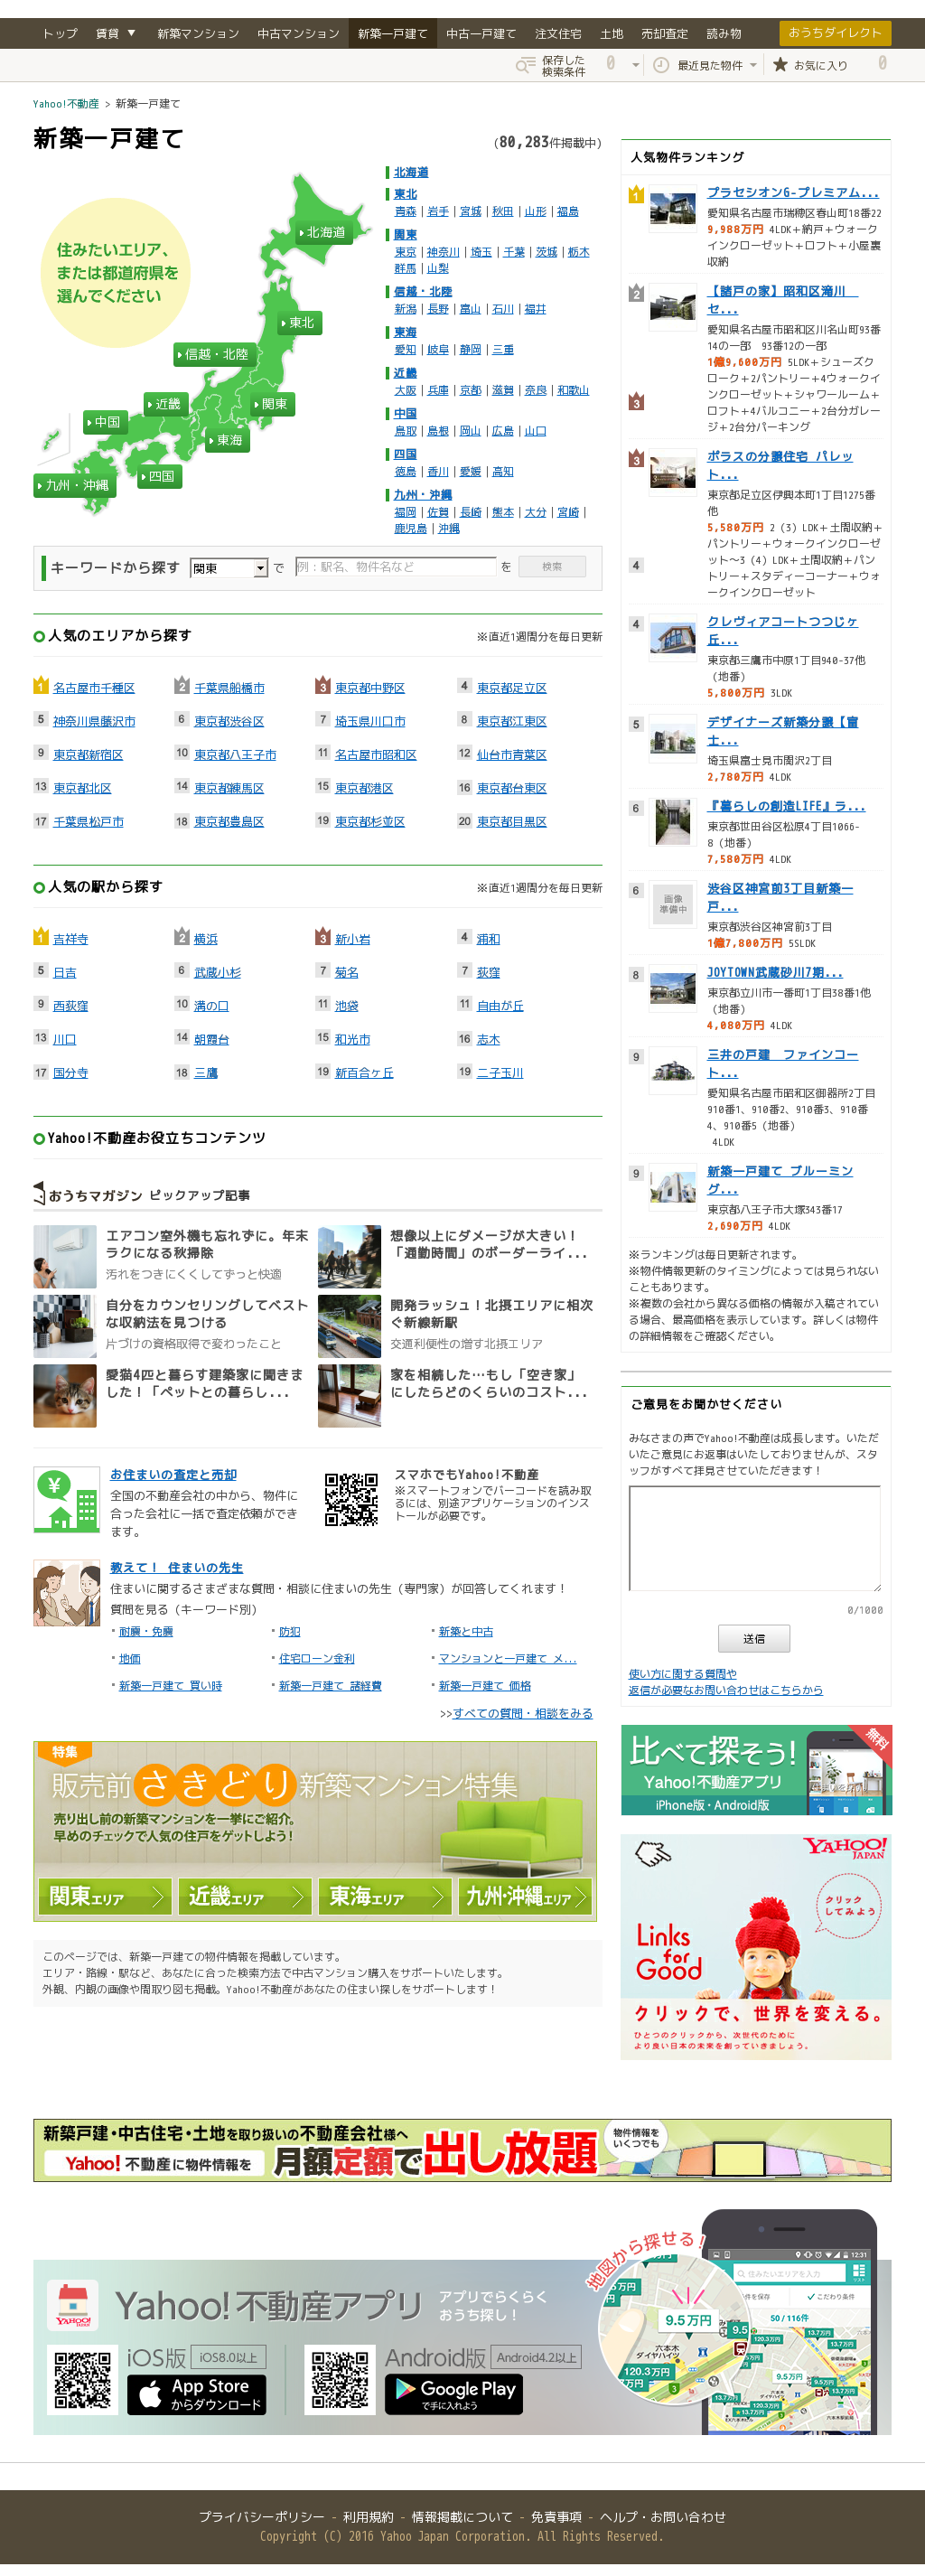 トップ 賃貸 ▼ 新築マンション 中古マンション 新築一戸建て 中古一戸建て 注文住宅 土地 売却査定 読み物 おうちダイレクト
保存した検索条件 0 最近見た物件 お気に入り 0
Yahoo!不動産 > 新築一戸建て
新築一戸建て
(80,283件掲載中)
住みたいエリア、
または都道府県を
選んでください
北海道
東北
信越・北陸
近畿
関東
中国
東海
四国
九州・沖縄
北海道
東北
青森 | 岩手 | 宮城 | 秋田 | 山形 | 福島
関東
東京 | 神奈川 | 埼玉 | 千葉 | 茨城 | 栃木
群馬 | 山梨
信越・北陸
新潟 | 長野 | 富山 | 石川 | 福井
東海
愛知 | 岐阜 | 静岡 | 三重
近畿
大阪 | 兵庫 | 京都 | 滋賀 | 奈良 | 和歌山
中国
鳥取 | 島根 | 岡山 | 広島 | 山口
四国
徳島 | 香川 | 愛媛 | 高知
九州・沖縄
福岡 | 佐賀 | 長崎 | 熊本 | 大分 | 宮崎 |
鹿児島 | 沖縄
キーワードから探す 関東 で 例：駅名、物件名など を 検索
人気のエリアから探す ※直近1週間分を毎日更新
1 名古屋市千種区 2 千葉県船橋市 3 東京都中野区 4 東京都足立区
5 神奈川県藤沢市 6 東京都渋谷区 7 埼玉県川口市 8 東京都江東区
9 東京都新宿区 10 東京都八王子市 11 名古屋市昭和区 12 仙台市青葉区
13 東京都北区 14 東京都練馬区 15 東京都港区 16 東京都台東区
17 千葉県松戸市 18 東京都豊島区 19 東京都杉並区 20 東京都目黒区
人気の駅から探す ※直近1週間分を毎日更新
1 吉祥寺 2 横浜 3 新小岩 4 浦和
5 日吉 6 武蔵小杉 7 菊名 7 荻窪
9 西荻窪 10 溝の口 11 池袋 11 自由が丘
13 川口 14 朝霞台 15 和光市 16 志木
17 国分寺 18 三鷹 19 新百合ヶ丘 19 二子玉川
Yahoo!不動産お役立ちコンテンツ
おうちマガジン ピックアップ記事
エアコン室外機も忘れずに。年末
ラクになる秋掃除
汚れをつきにくくしてずっと快適
想像以上にダメージが大きい！
「通勤時間」のボーダーライ...
自分をカウンセリングしてベスト
な収納法を見つける
片づけの資格取得で変わったこと
開発ラッシュ！北摂エリアに相次
ぐ新線新駅
交通利便性の増す北摂エリア
愛猫4匹と暮らす建築家に聞きま
した！「ペットとの暮らし...
家を相続した…もし「空き家」
にしたらどのくらいのコスト...
お住まいの査定と売却
全国の不動産会社の中から、物件に
合った会社に一括で査定依頼ができ
ます。
スマホでもYahoo!不動産
※スマートフォンでバーコードを読み取
るには、別途アプリケーションのインス
トールが必要です。
教えて！ 住まいの先生
住まいに関するさまざまな質問・相談に住まいの先生（専門家）が回答してくれます！
質問を見る（キーワード別）
耐震・免震 防犯 新築と中古
地価 住宅ローン金利 マンションと一戸建て メ...
新築一戸建て 買い時 新築一戸建て 諸経費 新築一戸建て 価格
>>すべての質問・相談をみる
特集
販売前さきどり新築マンション特集
売り出し前の新築マンションを一挙にご紹介。
早めのチェックで人気の住戸をゲットしよう！
関東エリア 近畿エリア 東海エリア 九州・沖縄エリア
このページでは、新築一戸建ての物件情報を掲載しています。
エリア・路線・駅など、あなたに合った検索方法で中古マンション購入をサポートいたします。
外観、内観の画像や間取り図も掲載。Yahoo!不動産があなたの住まい探しをサポートします！
人気物件ランキング
1 プラセシオンG-プレミアム...
愛知県名古屋市瑞穂区春山町18番22
9,988万円 4LDK＋納戸＋ウォーク
インクローゼット＋ロフト＋小屋裏
収納
2 【諸戸の家】昭和区滝川
セ...
愛知県名古屋市昭和区川名山町93番
14の一部　93番12の一部
1億9,600万円 5LDK＋シューズク
ローク＋2パントリー＋4ウォークイ
ンクローゼット＋シャワールーム＋
ロフト＋4バルコニー＋2台分ガレー
ジ＋2台分パーキング
3
3 ポラスの分譲住宅 パレッ
ト...
東京都足立区伊興本町1丁目1275番
他
5,580万円 2（3）LDK＋土間収納＋
パントリー＋ウォークインクローゼ
ット～3（4）LDK＋土間収納＋パン
トリー＋スタディーコーナー＋ウォ
ークインクローゼット
4
4 クレヴィアコートつつじヶ
丘...
東京都三鷹市中原1丁目940-37他
（地番）
5,800万円 3LDK
5 デザイナーズ新築分譲【富
士...
埼玉県富士見市関沢2丁目
2,780万円 4LDK
6 『暮らしの創造LIFE』ラ...
東京都世田谷区松原4丁目1066-
8（地番）
7,580万円 4LDK
6 画像準備中 渋谷区神宮前3丁目新築一
戸...
東京都渋谷区神宮前3丁目
1億7,800万円 5SLDK
8 JOYTOWN武蔵砂川7期...
東京都立川市一番町1丁目38番1他
（地番）
4,080万円 4LDK
9 三井の戸建　ファインコー
ト...
愛知県名古屋市昭和区御器所2丁目
910番1、910番2、910番3、910番
4、910番5（地番）
4LDK
9 新築一戸建て ブルーミン
グ...
東京都八王子市大塚343番17
2,690万円 4LDK
※ランキングは毎日更新されます。
※物件情報更新のタイミングによっては見られない
こともあります。
※複数の会社から異なる価格の情報が入稿されてい
る場合、最高価格を表示しています。詳しくは物件
の詳細情報をご確認ください。
ご意見をお聞かせください
みなさまの声でYahoo!不動産は成長します。いただ
いたご意見にお返事はいたしておりませんが、スタ
ッフがすべて拝見させていただきます！
0/1000
送信
使い方に関する質問や
返信が必要なお問い合わせはこちらから
無料
比べて探そう！
Yahoo!不動産アプリ
iPhone版・Android版
YAHOO! JAPAN
クリック
してみよう
Links for Good
クリックで、世界を変える。
ひとつのクリックから、次世代のために
より良い日本の未来を創っていきましょう。
新築戸建・中古住宅・土地を取り扱いの不動産会社様へ
Yahoo!不動産に物件情報を 月額定額で出し放題
物件情報を
いくつでも
地図から探せる！
Yahoo!不動産アプリ アプリでらくらく
おうち探し！
iOS版 iOS8.0以上 Android版 Android4.2以上
App Store
からダウンロード
Google Play
で手に入れよう
プライバシーポリシー - 利用規約 - 情報掲載について - 免責事項 - ヘルプ・お問い合わせ
Copyright (C) 2016 Yahoo Japan Corporation. All Rights Reserved.